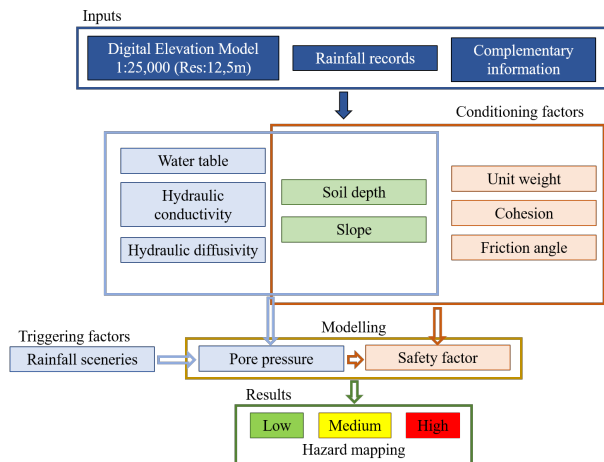 Inputs
Digital Elevation Model
1:25,000 (Res:12,5m)
Rainfall records
Complementary
information
Conditioning factors
Water table
Hydraulic
conductivity
Hydraulic diffusivity
Soil depth
Slope
Unit weight
Cohesion
Friction angle
Triggering factors
Rainfall sceneries
Modelling
Pore pressure
Safety factor
Results
Low
Medium
High
Hazard mapping